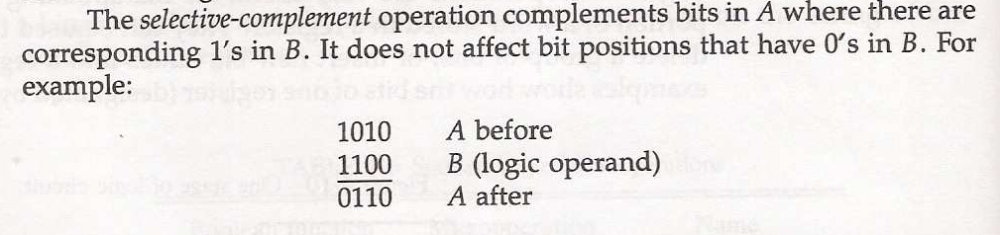 The selective-complement operation complements bits in A where there are
corresponding 1's in B. It does not affect bit positions that have 0's in B. For
example:
1010 A before
1100 B (logic operand)
0110 A after